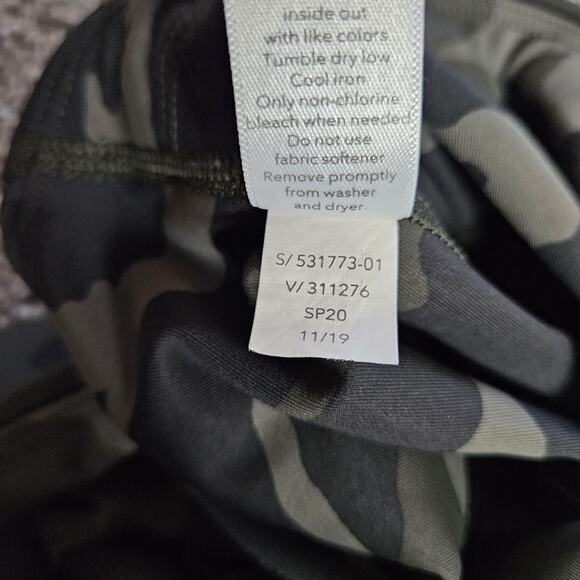 inside out
with like colors
Tumble dry low
Cool iron
Only non-chlorine
bleach when needed
Do not use
fabric softener
Remove promptly
from washer
and dryer.
S/ 531773-01
V/ 311276
SP20
11/19